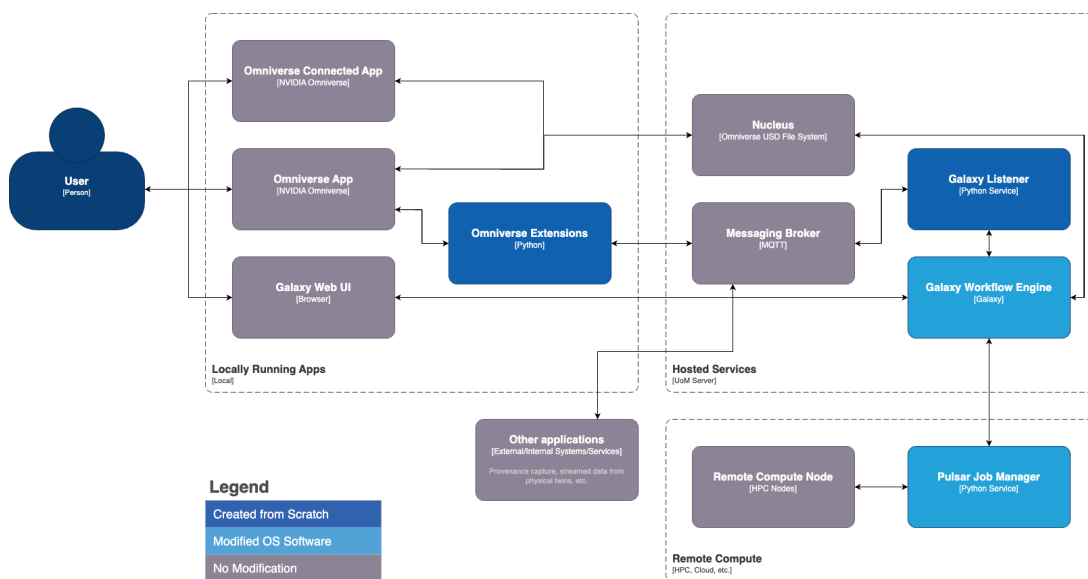 Omniverse Connected App
[NVIDIA Omniverse]
Nucleus
[Omniverse USD File System]
User
[Person]
Omniverse App
[NVIDIA Omniverse]
Galaxy Listener
[Python Service]
Omniverse Extensions
[Python]
Messaging Broker
[MQTT]
Galaxy Web UI
[Browser]
Galaxy Workflow Engine
[Galaxy]
Locally Running Apps
[Local]
Hosted Services
[UoM Server]
Other applications
[External/Internal Systems/Services]
Provenance capture, streamed data from
physical twins, etc.
Remote Compute Node
[HPC Nodes]
Pulsar Job Manager
[Python Service]
Legend
Created from Scratch
Modified OS Software
No Modification
Remote Compute
[HPC, Cloud, etc.]